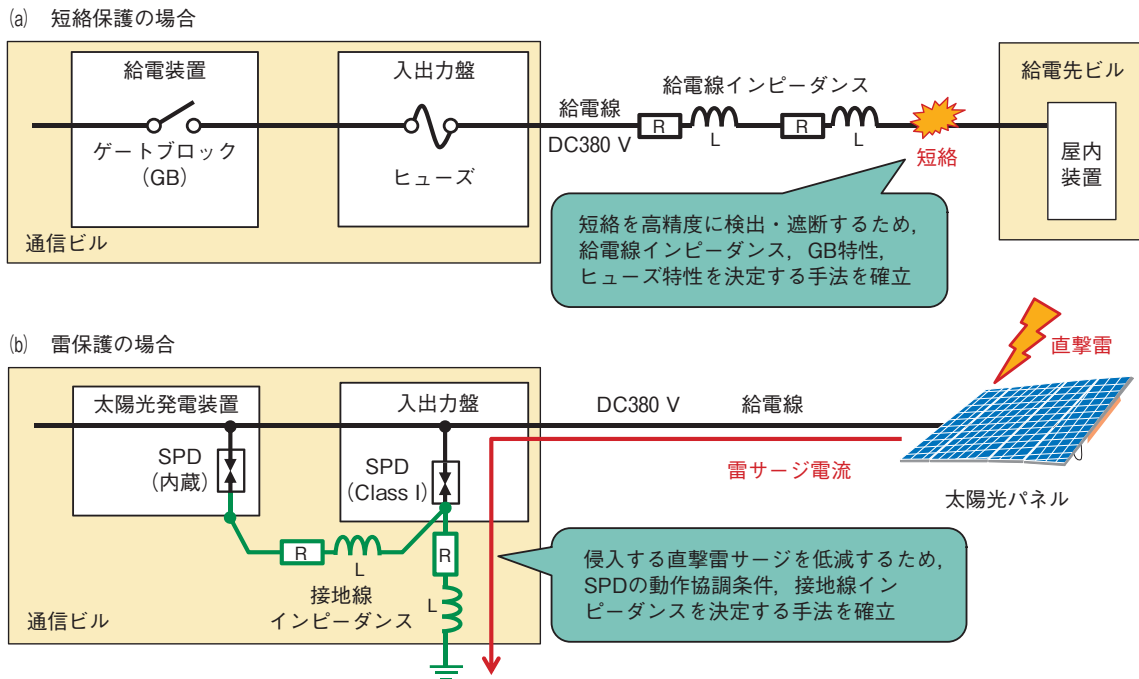 (a) 短絡保護の場合
給電装置
ゲートブロック
(GB)
入出力盤
ヒューズ
通信ビル
給電線
DC380 V
給電線インピーダンス
R
L
R
L
短絡
給電先ビル
屋内
装置
短絡を高精度に検出・遮断するため,
給電線インピーダンス, GB特性,
ヒューズ特性を決定する手法を確立
(b) 雷保護の場合
太陽光発電装置
SPD
(内蔵)
入出力盤
SPD
(Class I)
R
L
接地線
インピーダンス
R
L
通信ビル
DC380 V 給電線
雷サージ電流
直撃雷
太陽光パネル
侵入する直撃雷サージを低減するため,
SPDの動作協調条件, 接地線イン
ピーダンスを決定する手法を確立